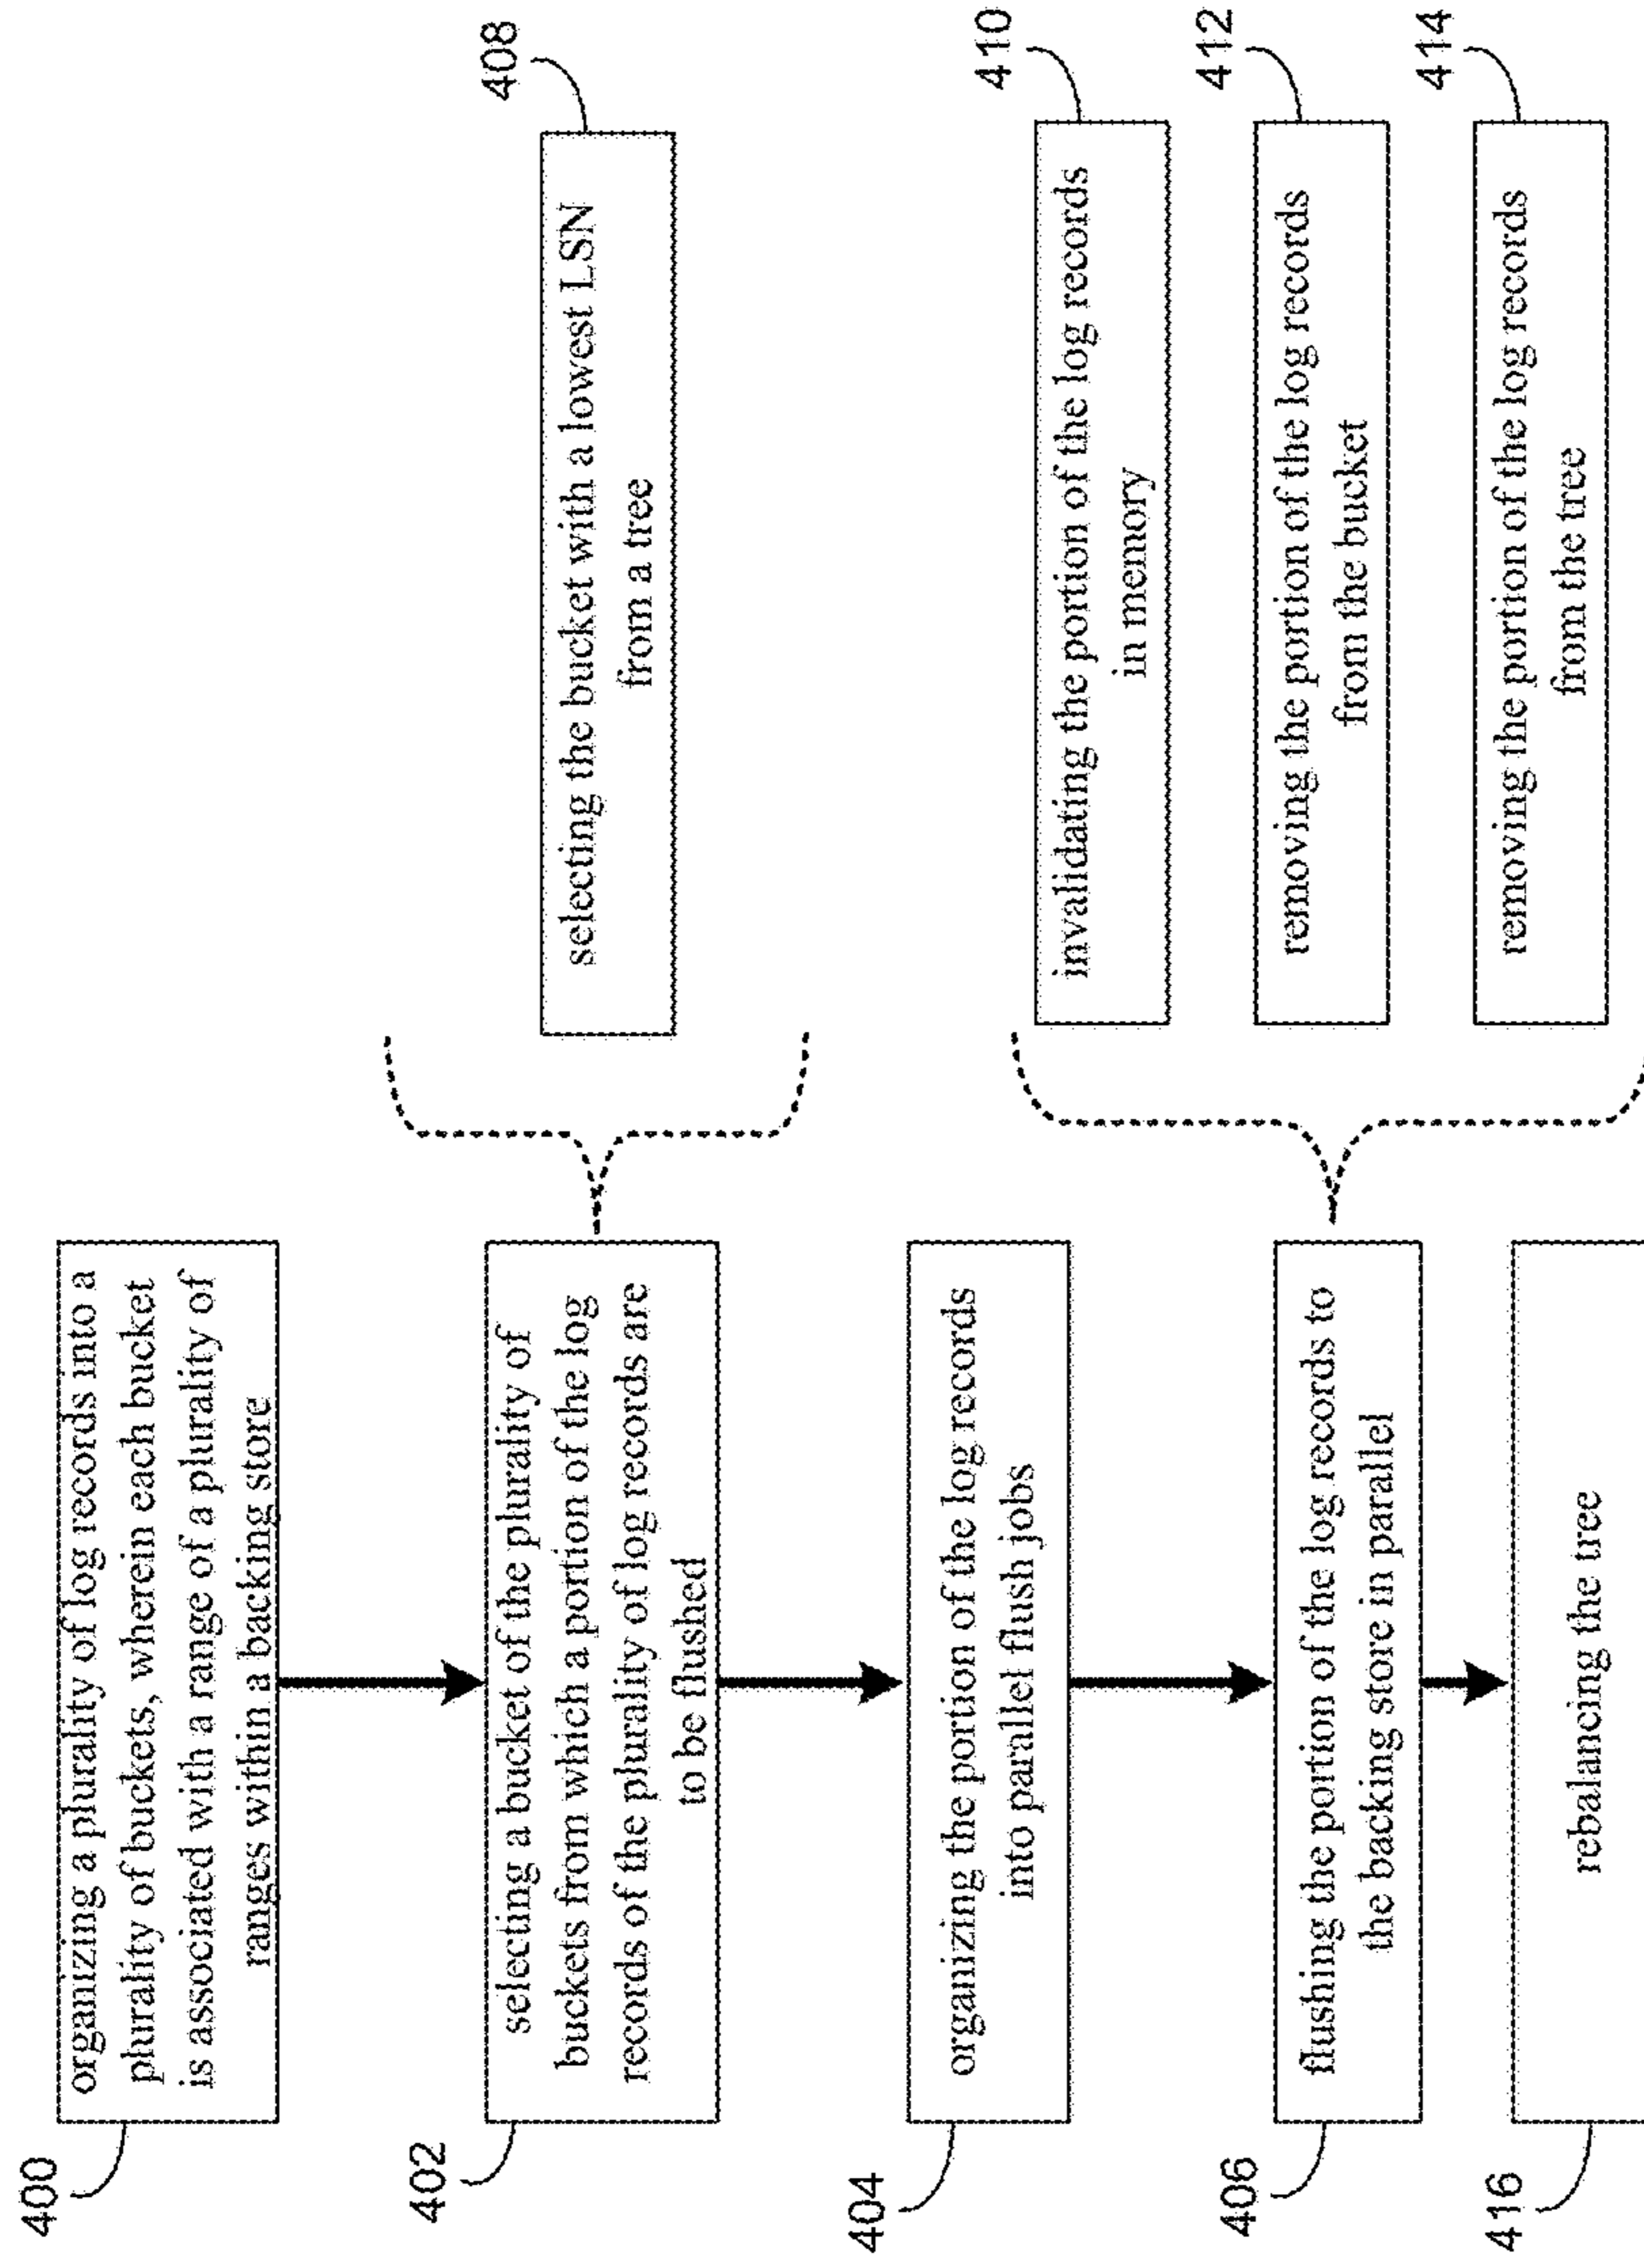 400
organizing a plurality of log records into a
plurality of buckets, wherein each bucket
is associated with a range of a plurality of
ranges within a backing store
402
selecting a bucket of the plurality of
buckets from which a portion of the log
records of the plurality of log records are
to be flushed
408
selecting the bucket with a lowest LSN
from a tree
404
organizing the portion of the log records
into parallel flush jobs
406
flushing the portion of the log records to
the backing store in parallel
410
invalidating the portion of the log records
in memory
412
removing the portion of the log records
from the bucket
414
removing the portion of the log records
from the tree
416
rebalancing the tree